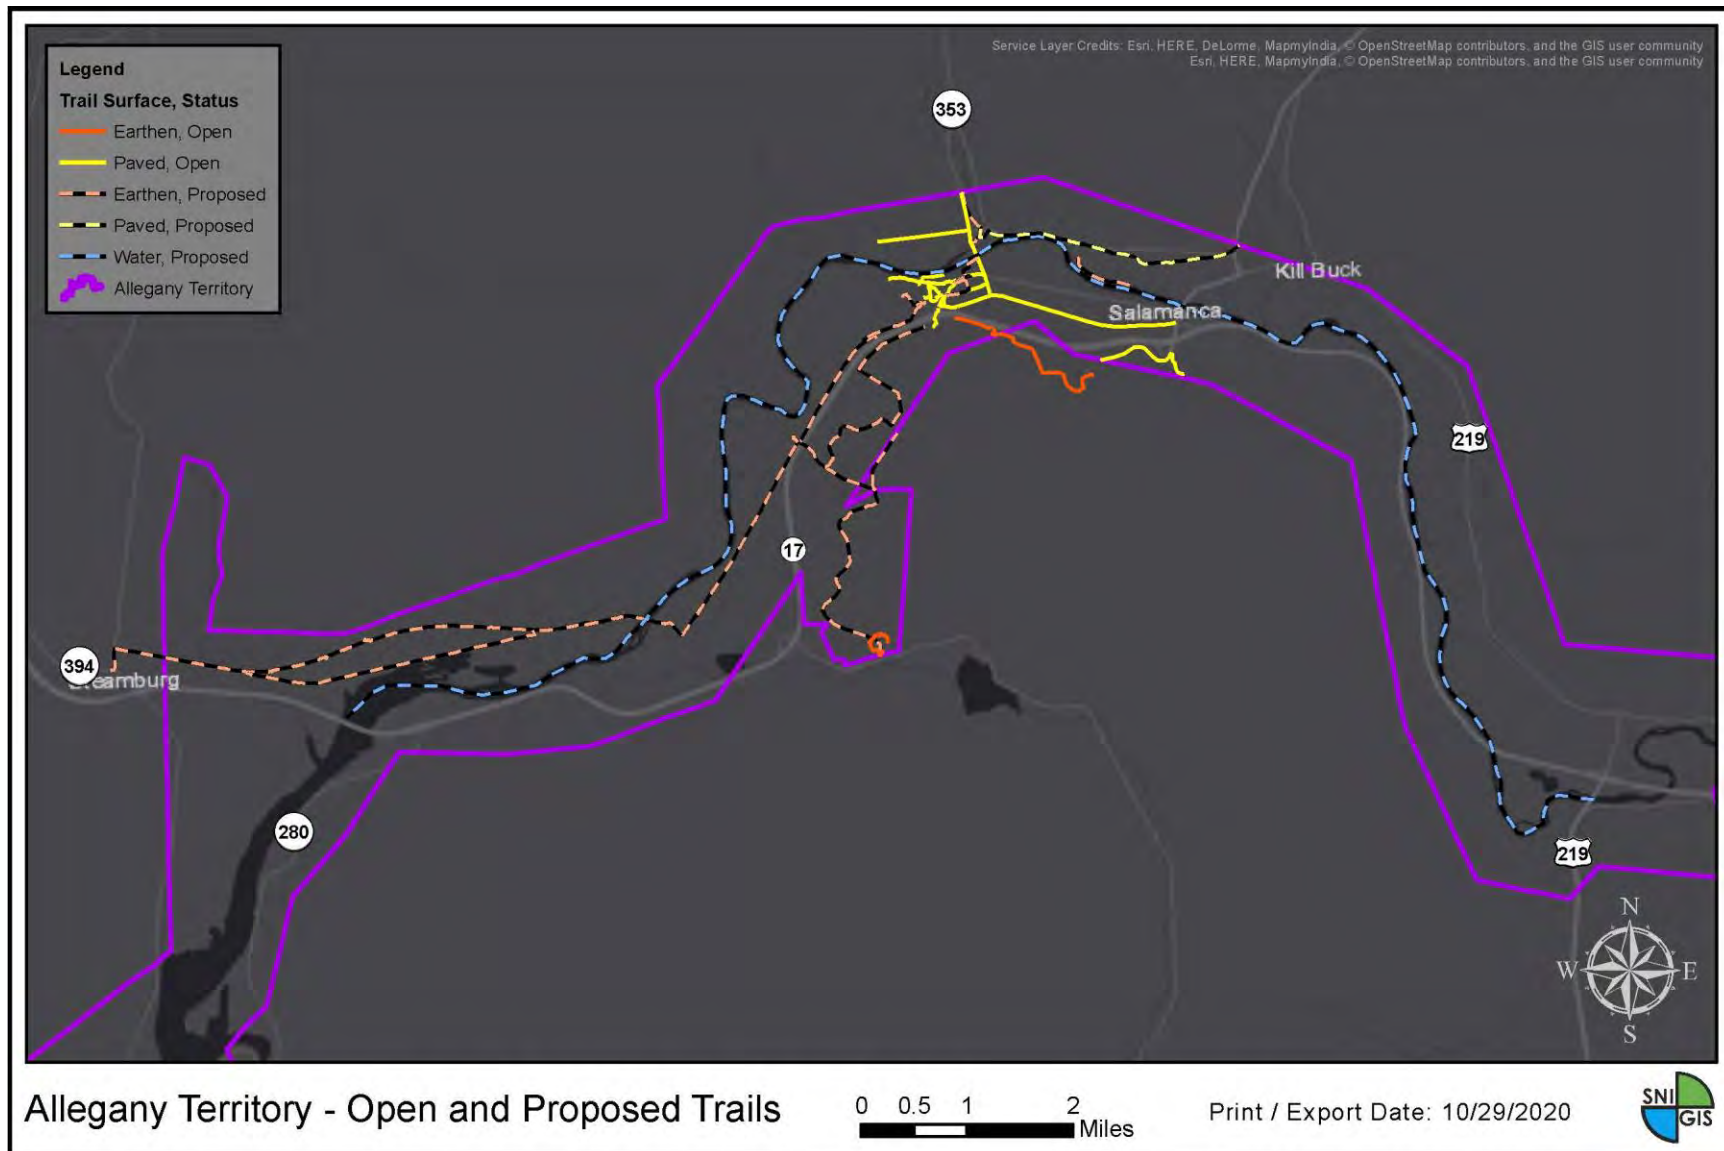 Service Layer Credits: Esri, HERE, DeLorme, MapmyIndia, © OpenStreetMap contributors, and the GIS user community
Esri, HERE, MapmyIndia, © OpenStreetMap contributors, and the GIS user community
Legend
Trail Surface, Status
Earthen, Open
Paved, Open
Earthen, Proposed
Paved, Proposed
Water, Proposed
Allegany Territory
353
Kill Buck
Salamanca
219
17
394
Steamburg
280
219
N
W E
S
Allegany Territory - Open and Proposed Trails
0 0.5 1 2
Miles
Print / Export Date: 10/29/2020
SNI
GIS